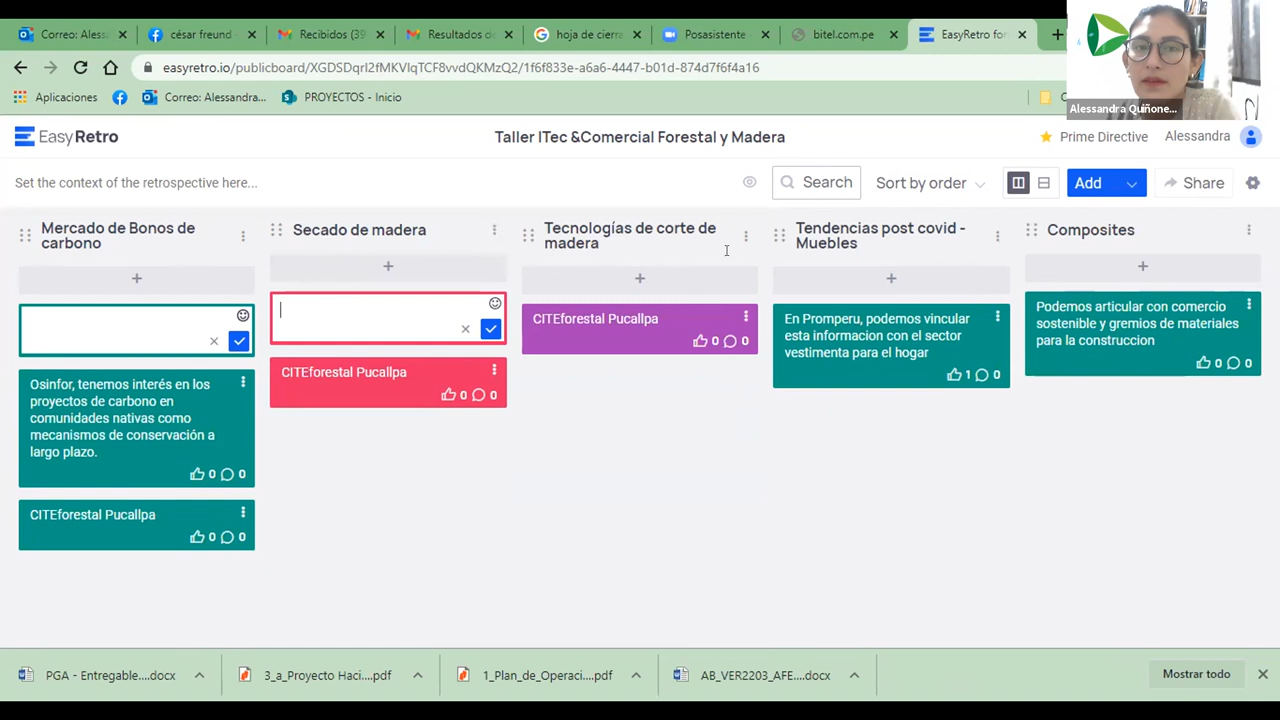 Correo: Aless
césar freund
Recibidos (39
Resultados de
hoja de cierra
Posasistente
bitel.com.pe
EasyRetro for
easyretro.io/publicboard/XGDSDqrI2fMKVIqTCF8vvdQKMzQ2/1f6f833e-a6a6-4447-b01d-874d7f6f4a16
Aplicaciones
Correo: Alessandra...
PROYECTOS - Inicio
Alessandra Quiñone...
EasyRetro
Taller ITec &Comercial Forestal y Madera
Prime Directive
Alessandra
Set the context of the retrospective here...
Search
Sort by order
Add
Share
Mercado de Bonos de
carbono
+
Osinfor, tenemos interés en los
proyectos de carbono en
comunidades nativas como
mecanismos de conservación a
largo plazo.
0 0
CITEforestal Pucallpa
0 0
Secado de madera
+
CITEforestal Pucallpa
0 0
Tecnologías de corte de
madera
+
CITEforestal Pucallpa
0 0
Tendencias post covid -
Muebles
+
En Promperu, podemos vincular
esta informacion con el sector
vestimenta para el hogar
1 0
Composites
+
Podemos articular con comercio
sostenible y gremios de materiales
para la construccion
0 0
PGA - Entregable....docx
3_a_Proyecto Haci....pdf
1_Plan_de_Operaci....pdf
AB_VER2203_AFE....docx
Mostrar todo